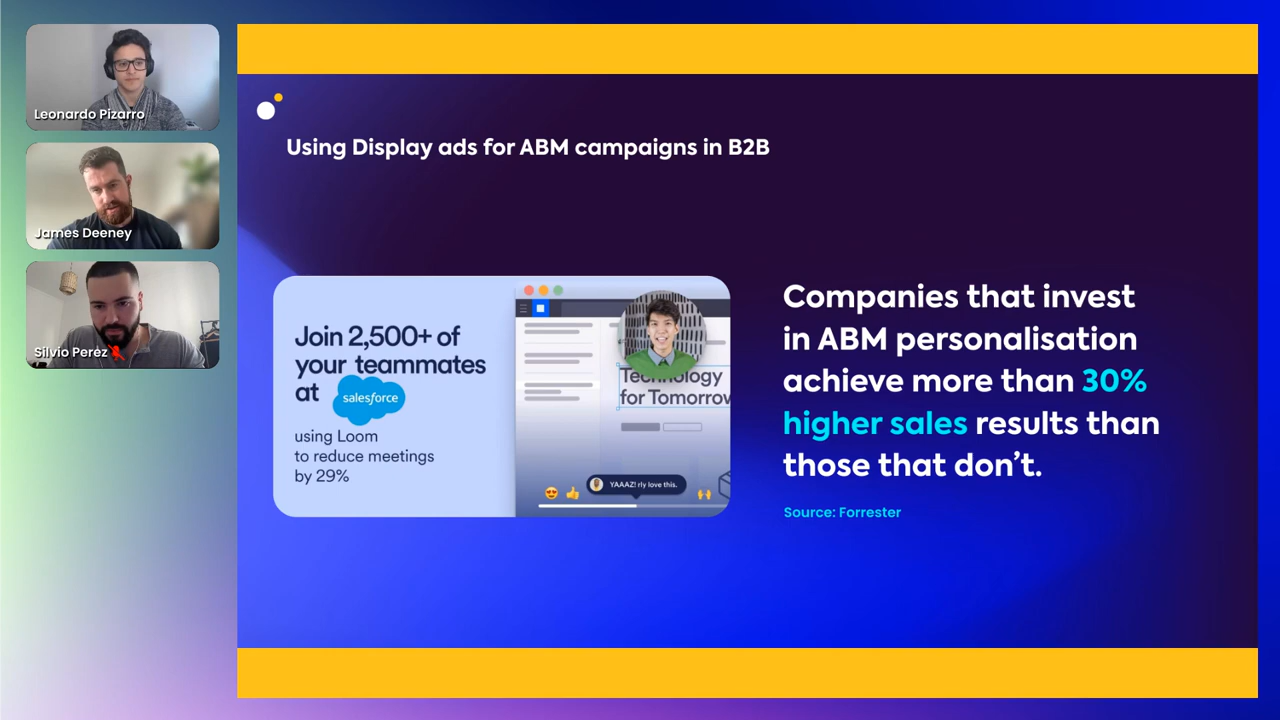 Leonardo Pizarro
James Deeney
Silvio Perez
Using Display ads for ABM campaigns in B2B
Join 2,500+ of
your teammates
at salesforce
using Loom
to reduce meetings
by 29%
Technology
for Tomorrow
YAAAZ! rly love this.
Companies that invest
in ABM personalisation
achieve more than 30%
higher sales results than
those that don’t.
Source: Forrester